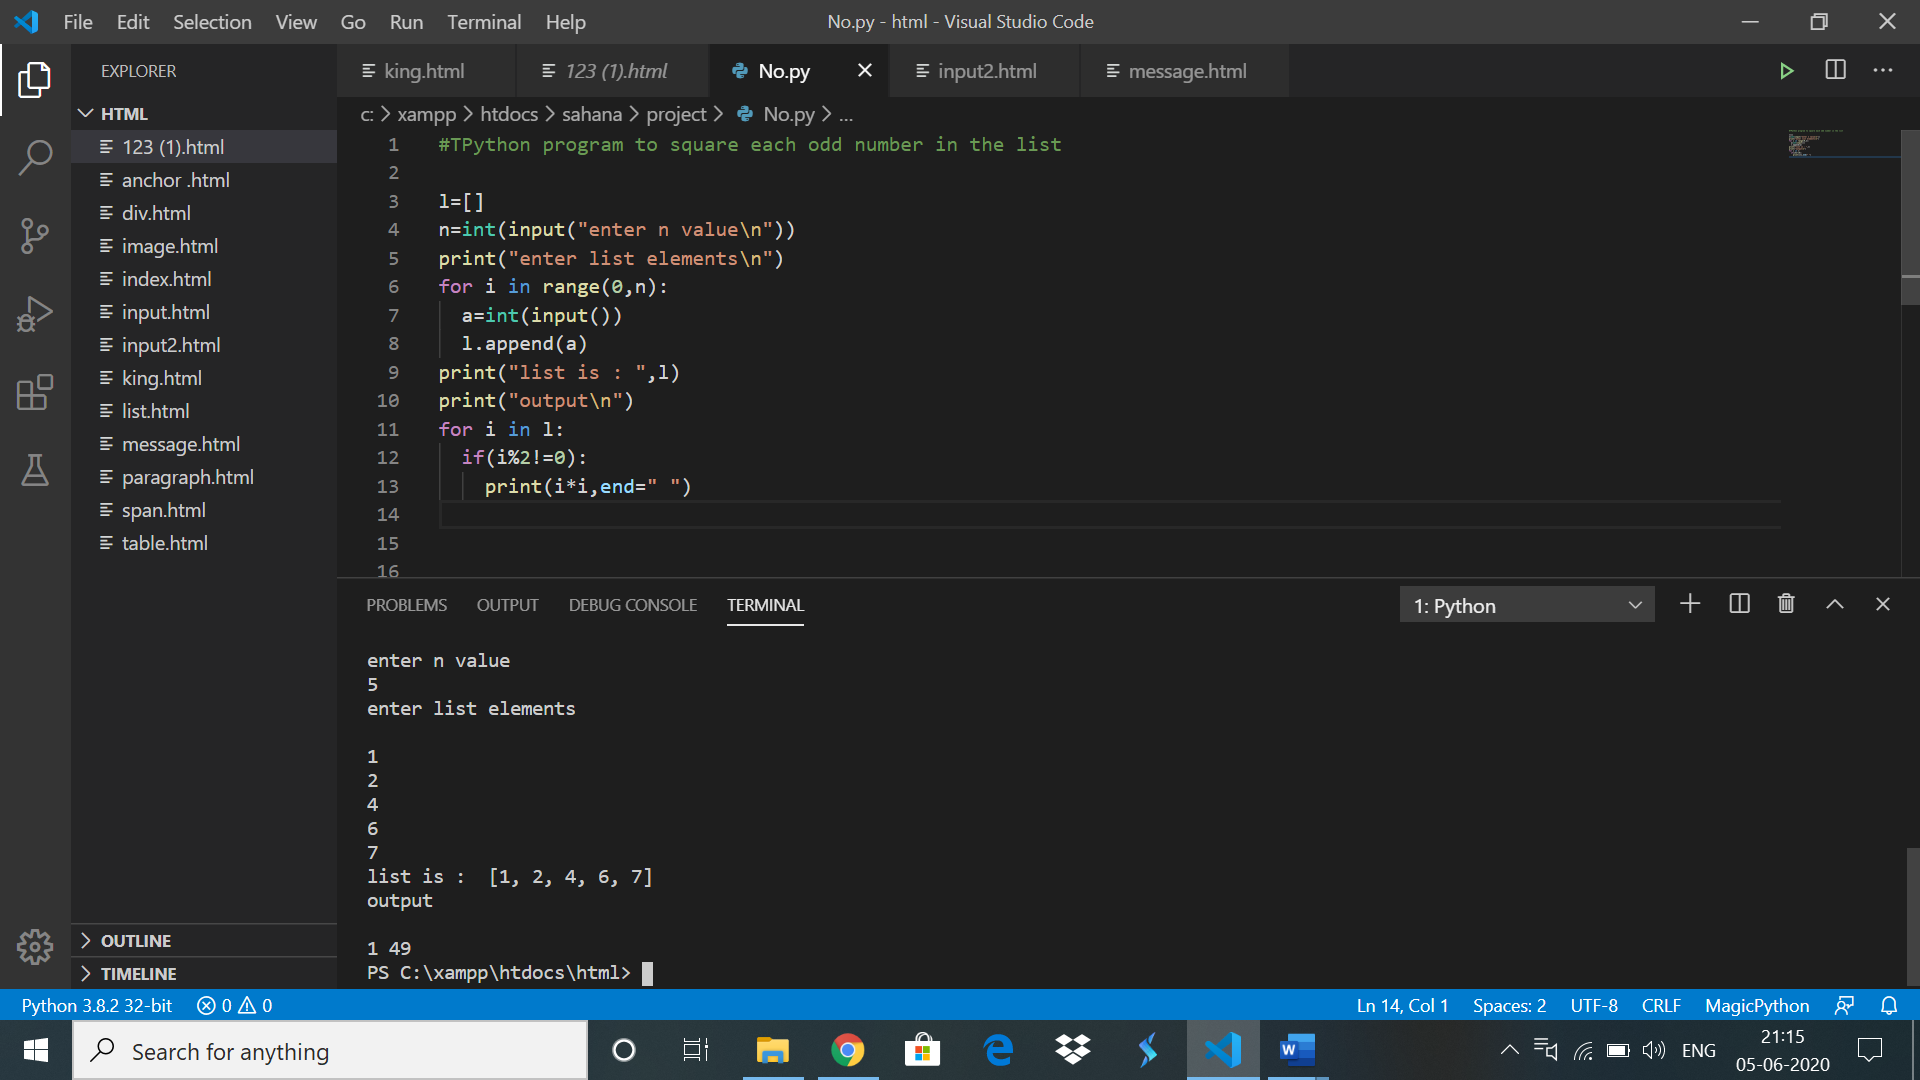 File Edit Selection View Go Run Terminal Help
No.py - html - Visual Studio Code
EXPLORER
HTML
123 (1).html
anchor .html
div.html
image.html
index.html
input.html
input2.html
king.html
list.html
message.html
paragraph.html
span.html
table.html
OUTLINE
TIMELINE
king.html 123 (1).html No.py input2.html message.html
c: > xampp > htdocs > sahana > project > No.py > ...
1 #TPython program to square each odd number in the list
2
3 l=[]
4 n=int(input("enter n value\n"))
5 print("enter list elements\n")
6 for i in range(0,n):
7   a=int(input())
8   l.append(a)
9 print("list is : ",l)
10 print("output\n")
11 for i in l:
12   if(i%2!=0):
13     print(i*i,end=" ")
14
15
16
PROBLEMS OUTPUT DEBUG CONSOLE TERMINAL
1: Python
enter n value
5
enter list elements
1
2
4
6
7
list is :  [1, 2, 4, 6, 7]
output
1 49
PS C:\xampp\htdocs\html>
Python 3.8.2 32-bit 0 0 Ln 14, Col 1 Spaces: 2 UTF-8 CRLF MagicPython
Search for anything
W
ENG
21:15
05-06-2020